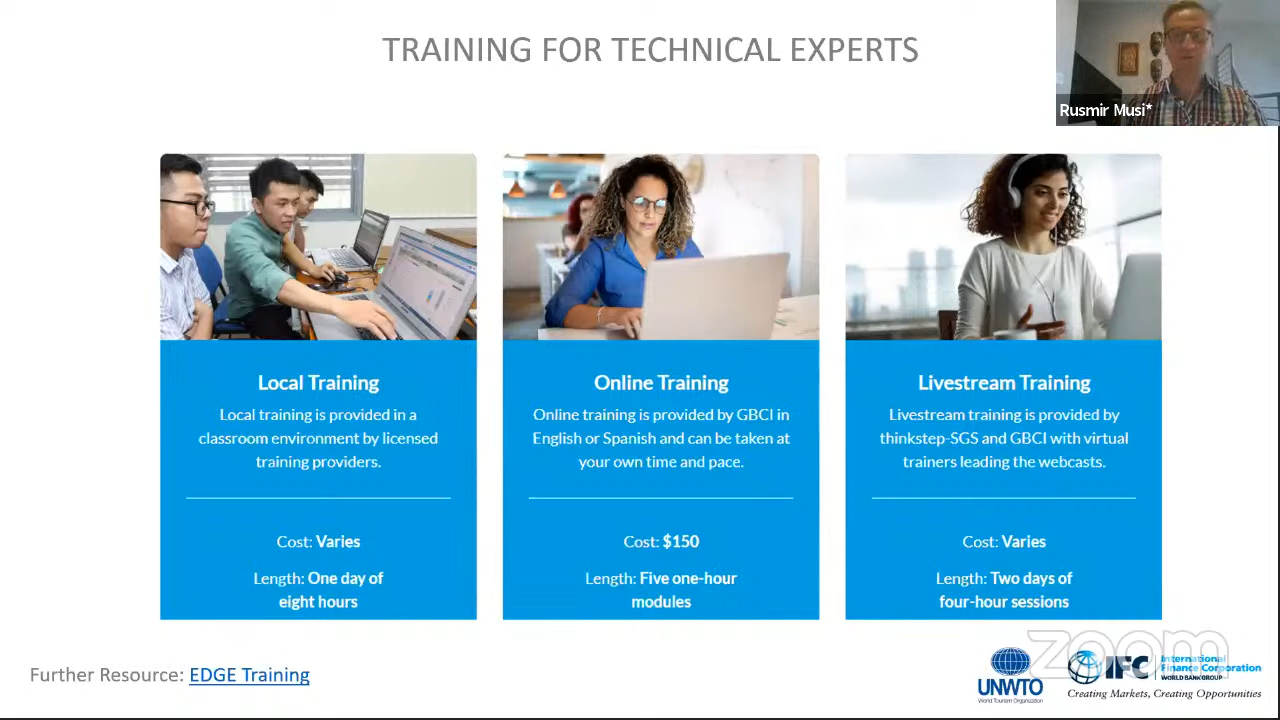 TRAINING FOR TECHNICAL EXPERTS
Rusmir Musi*
Local Training
Local training is provided in a
classroom environment by licensed
training providers.
Cost: Varies
Length: One day of
eight hours
Online Training
Online training is provided by GBCI in
English or Spanish and can be taken at
your own time and pace.
Cost: $150
Length: Five one-hour
modules
Livestream Training
Livestream training is provided by
thinkstep-SGS and GBCI with virtual
trainers leading the webcasts.
Cost: Varies
Length: Two days of
four-hour sessions
Further Resource: EDGE Training
UNWTO
World Tourism Organization
zoom
IFC
International
Finance Corporation
WORLD BANK GROUP
Creating Markets, Creating Opportunities